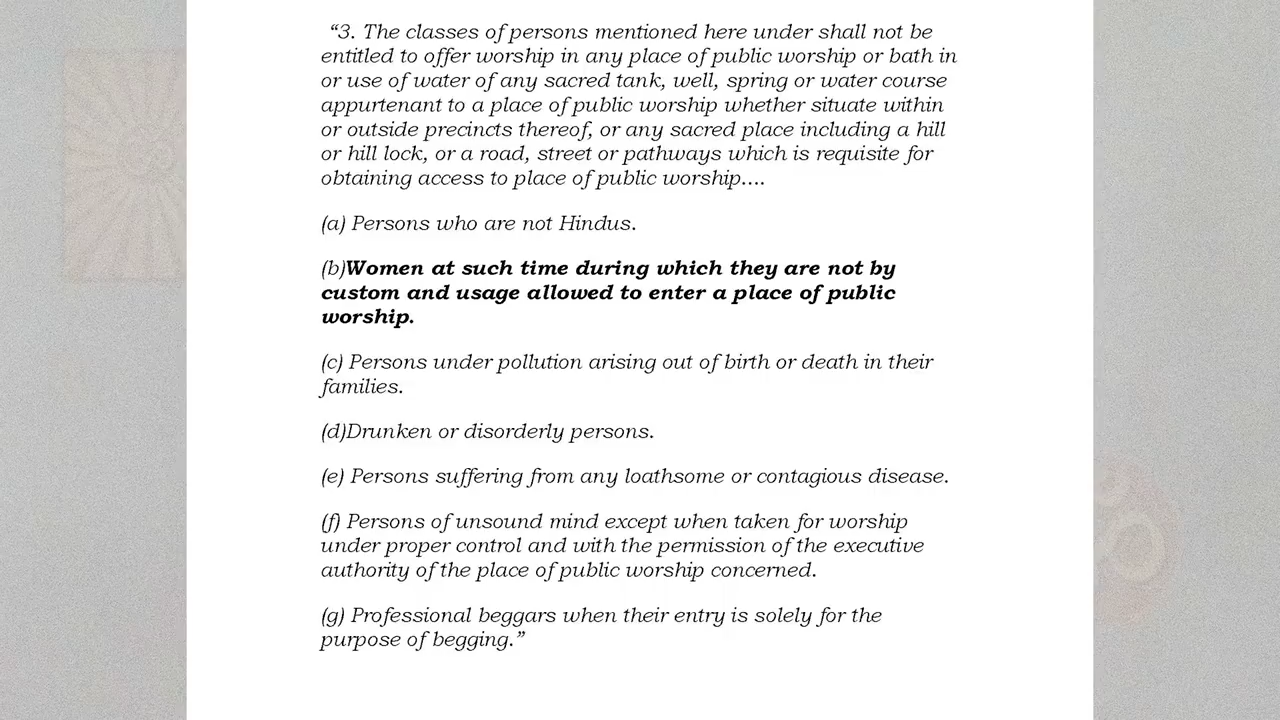 “3. The classes of persons mentioned here under shall not be
entitled to offer worship in any place of public worship or bath in
or use of water of any sacred tank, well, spring or water course
appurtenant to a place of public worship whether situate within
or outside precincts thereof, or any sacred place including a hill
or hill lock, or a road, street or pathways which is requisite for
obtaining access to place of public worship....
(a) Persons who are not Hindus.
(b)Women at such time during which they are not by
custom and usage allowed to enter a place of public
worship.
(c) Persons under pollution arising out of birth or death in their
families.
(d)Drunken or disorderly persons.
(e) Persons suffering from any loathsome or contagious disease.
(f) Persons of unsound mind except when taken for worship
under proper control and with the permission of the executive
authority of the place of public worship concerned.
(g) Professional beggars when their entry is solely for the
purpose of begging.”